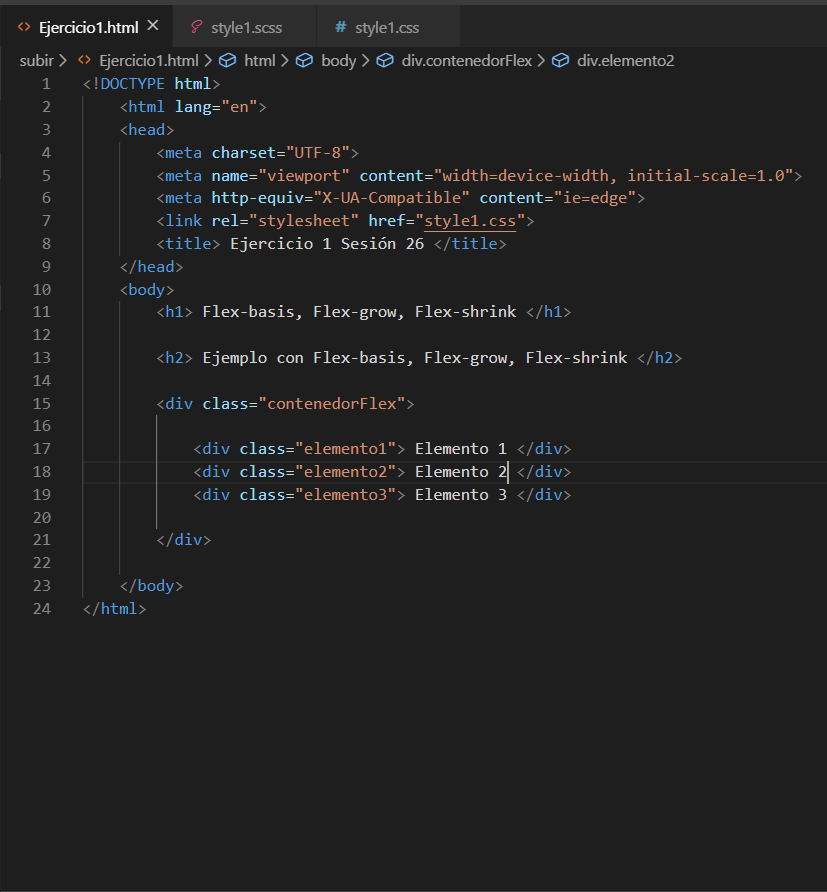 Ejercicio1.html style1.scss # style1.css
subir > Ejercicio1.html > html > body > div.contenedorFlex > div.elemento2
1 <!DOCTYPE html>
2 <html lang="en">
3 <head>
4 <meta charset="UTF-8">
5 <meta name="viewport" content="width=device-width, initial-scale=1.0">
6 <meta http-equiv="X-UA-Compatible" content="ie=edge">
7 <link rel="stylesheet" href="style1.css">
8 <title> Ejercicio 1 Sesión 26 </title>
9 </head>
10 <body>
11 <h1> Flex-basis, Flex-grow, Flex-shrink </h1>
12
13 <h2> Ejemplo con Flex-basis, Flex-grow, Flex-shrink </h2>
14
15 <div class="contenedorFlex">
16
17 <div class="elemento1"> Elemento 1 </div>
18 <div class="elemento2"> Elemento 2 </div>
19 <div class="elemento3"> Elemento 3 </div>
20
21 </div>
22
23 </body>
24 </html>